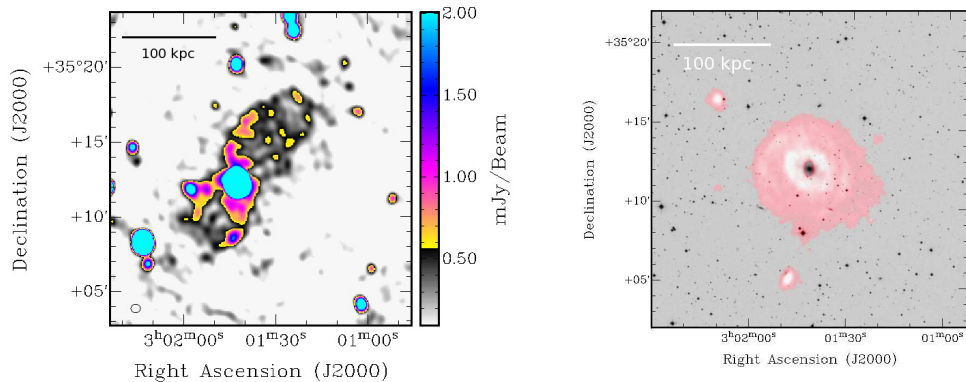 100 kpc
+35°20′
+15′
+10′
+05′
Declination (J2000)
3h02m00s
01m30s
01m00s
Right Ascension (J2000)
2.00
1.50
1.00
0.50
mJy/Beam
100 kpc
+35°20′
+15′
+10′
+05′
Declination (J2000)
3h02m00s
01m30s
01m00s
Right Ascension (J2000)